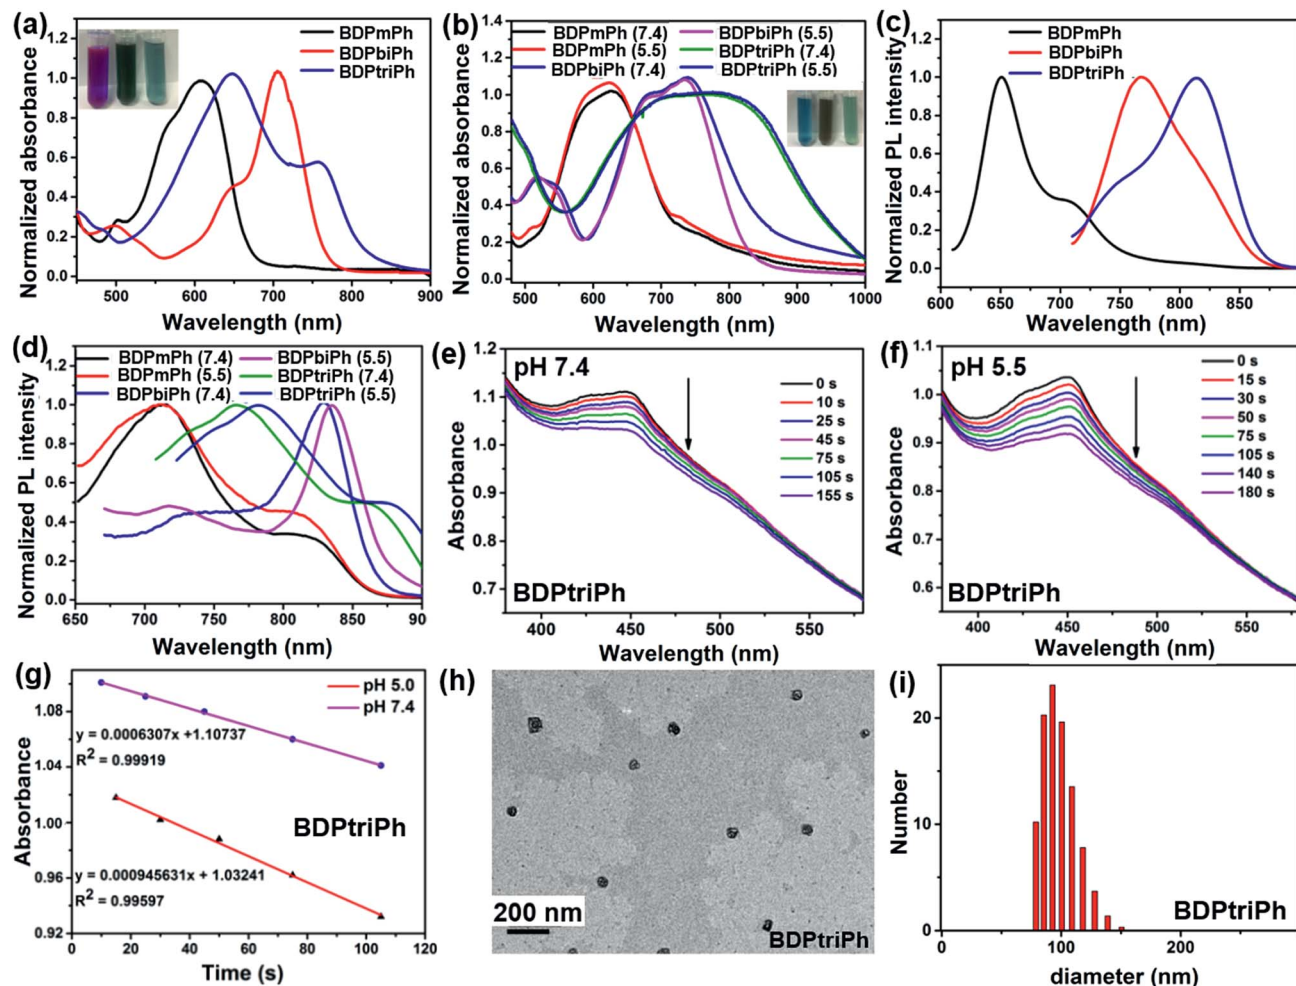 (a)
BDPmPh
BDPbiPh
BDPtriPh
Normalized absorbance
1.2
1.0
0.8
0.6
0.4
0.2
0.0
500 600 700 800 900
Wavelength (nm)
(b)
BDPmPh (7.4) BDPbiPh (5.5)
BDPmPh (5.5) BDPtriPh (7.4)
BDPbiPh (7.4) BDPtriPh (5.5)
Normalized absorbance
1.4
1.2
1.0
0.8
0.6
0.4
0.2
0.0
500 600 700 800 900 1000
Wavelength (nm)
(c)
BDPmPh
BDPbiPh
BDPtriPh
Normalized PL intensity
1.2
1.0
0.8
0.6
0.4
0.2
0.0
600 650 700 750 800 850
Wavelength (nm)
(d)
BDPmPh (7.4) BDPbiPh (5.5)
BDPmPh (5.5) BDPtriPh (7.4)
BDPbiPh (7.4) BDPtriPh (5.5)
Normalized PL intensity
1.2
1.0
0.8
0.6
0.4
0.2
0.0
650 700 750 800 850 90
Wavelength (nm)
(e)
pH 7.4
0 s
10 s
25 s
45 s
75 s
105 s
155 s
BDPtriPh
Absorbance
1.2
1.1
1.0
0.9
0.8
0.7
400 450 500 550
Wavelength (nm)
(f)
pH 5.5
0 s
15 s
30 s
50 s
75 s
105 s
140 s
180 s
BDPtriPh
Absorbance
1.1
1.0
0.9
0.8
0.7
0.6
400 450 500 550
Wavelength (nm)
(g)
pH 5.0
pH 7.4
y = 0.0006307x +1.10737
R² = 0.99919
BDPtriPh
y = 0.000945631x + 1.03241
R² = 0.99597
Absorbance
1.08
1.04
1.00
0.96
0.92
0 20 40 60 80 100 120
Time (s)
(h)
200 nm
BDPtriPh
(i)
Number
20
10
0
BDPtriPh
0 100 200
diameter (nm)